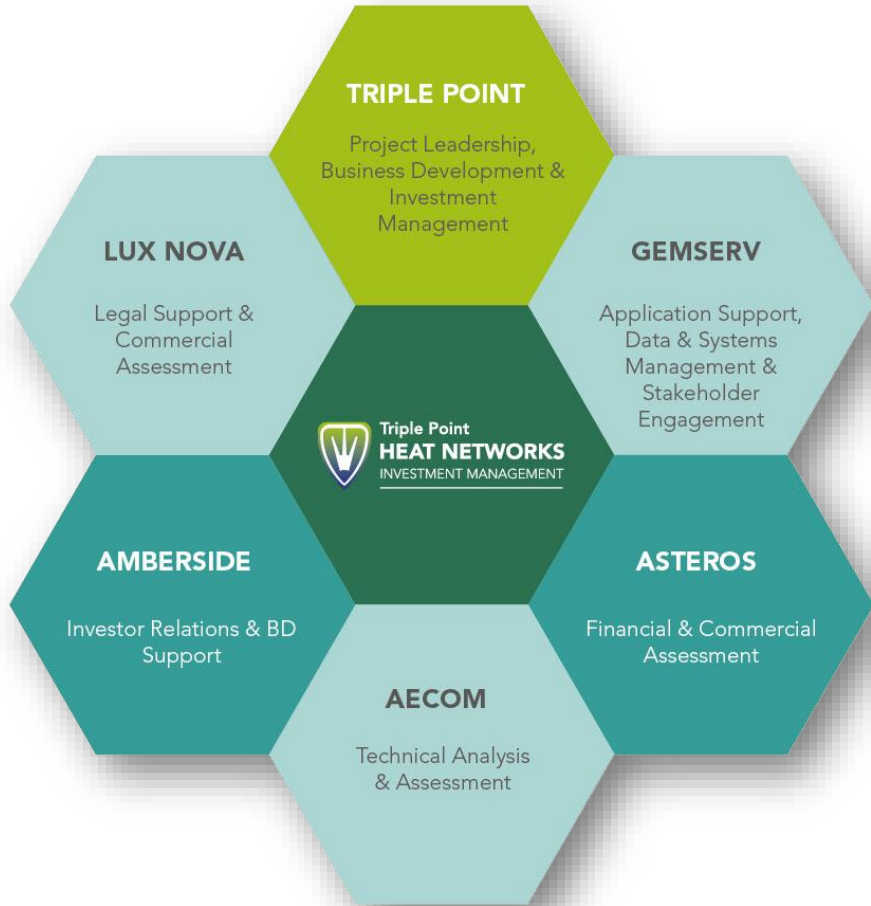 TRIPLE POINT
Project Leadership,
Business Development &
Investment
Management
LUX NOVA
Legal Support &
Commercial
Assessment
GEMSERV
Application Support,
Data & Systems
Management &
Stakeholder
Engagement
Triple Point
HEAT NETWORKS
INVESTMENT MANAGEMENT
AMBERSIDE
Investor Relations & BD
Support
ASTEROS
Financial & Commercial
Assessment
AECOM
Technical Analysis
& Assessment